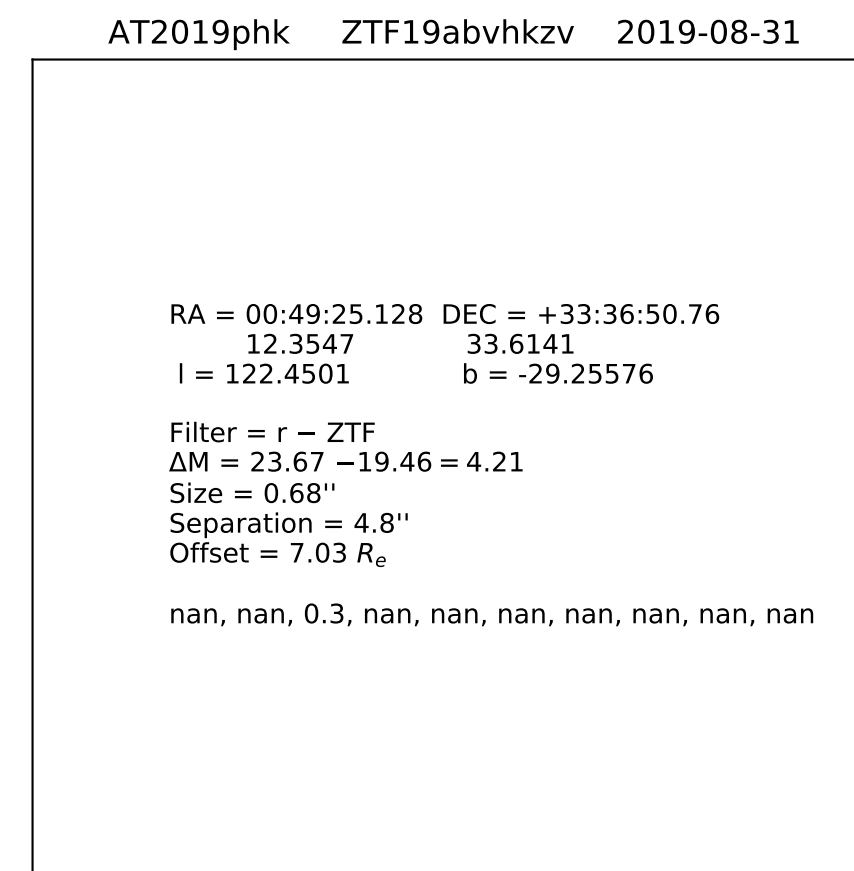 AT2019phk ZTF19abvhkzv 2019-08-31
RA = 00:49:25.128 DEC = +33:36:50.76
12.3547 33.6141
l = 122.4501 b = -29.25576
Filter = r − ZTF
ΔM = 23.67 −19.46 = 4.21
Size = 0.68''
Separation = 4.8''
Offset = 7.03 Rₑ
nan, nan, 0.3, nan, nan, nan, nan, nan, nan, nan